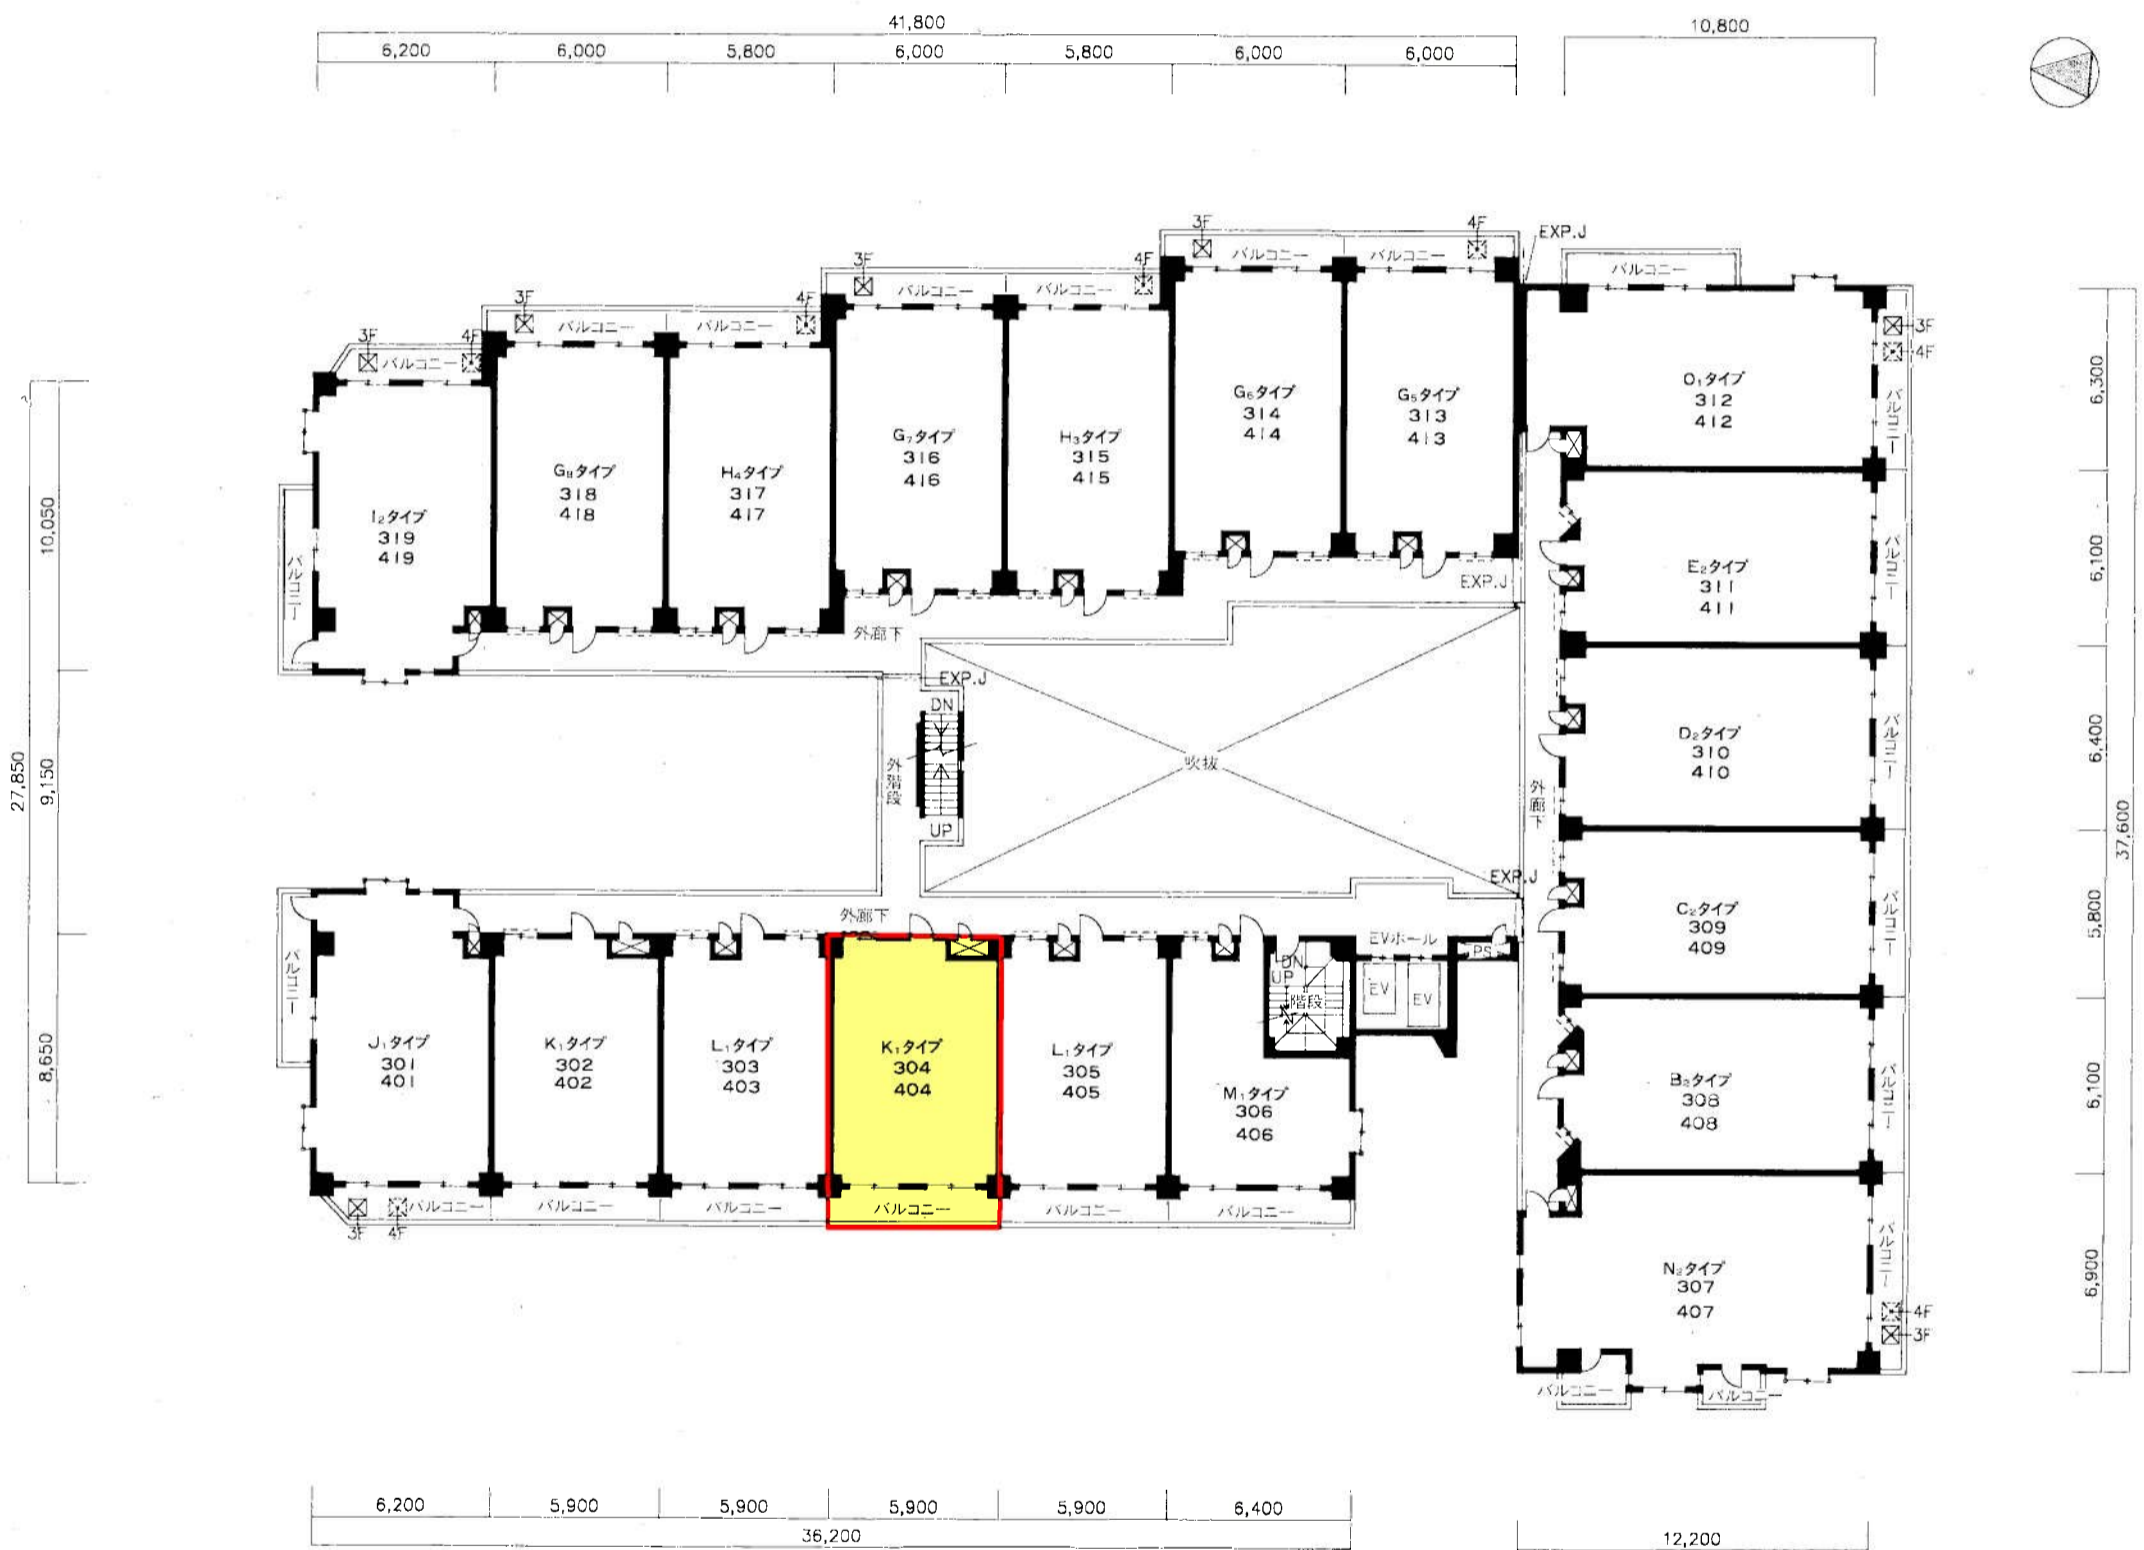 41,800
10,800
6,200
6,000
5,800
6,000
5,800
6,000
6,000
3F
4F
バルコニー
バルコニー
EXP.J
バルコニー
3F
4F
バルコニー
バルコニー
3F
4F
バルコニー
バルコニー
3F
4F
バルコニー
3F
4F
バルコニー
I₂タイプ
319
419
バルコニー
G₈タイプ
318
418
H₄タイプ
317
417
G₇タイプ
316
416
H₃タイプ
315
415
G₆タイプ
314
414
G₅タイプ
313
413
O₁タイプ
312
412
E₂タイプ
311
411
バルコニー
D₂タイプ
310
410
バルコニー
C₂タイプ
309
409
バルコニー
B₂タイプ
308
408
バルコニー
N₂タイプ
307
407
バルコニー
4F
3F
バルコニー
バルコニー
EXP.J
外廊下
EXP.J
DN
外階段
UP
吹抜
外廊下
EXP.J
外廊下
EVホール
PS
DN
UP
階段
EV
EV
バルコニー
J₁タイプ
301
401
K₁タイプ
302
402
L₁タイプ
303
403
K₁タイプ
304
404
L₁タイプ
305
405
M₁タイプ
306
406
バルコニー
バルコニー
バルコニー
バルコニー
バルコニー
バルコニー
3F
4F
27,850
10,050
9,150
8,650
6,300
6,100
6,400
5,800
6,100
6,900
37,600
6,200
5,900
5,900
5,900
5,900
6,400
36,200
12,200